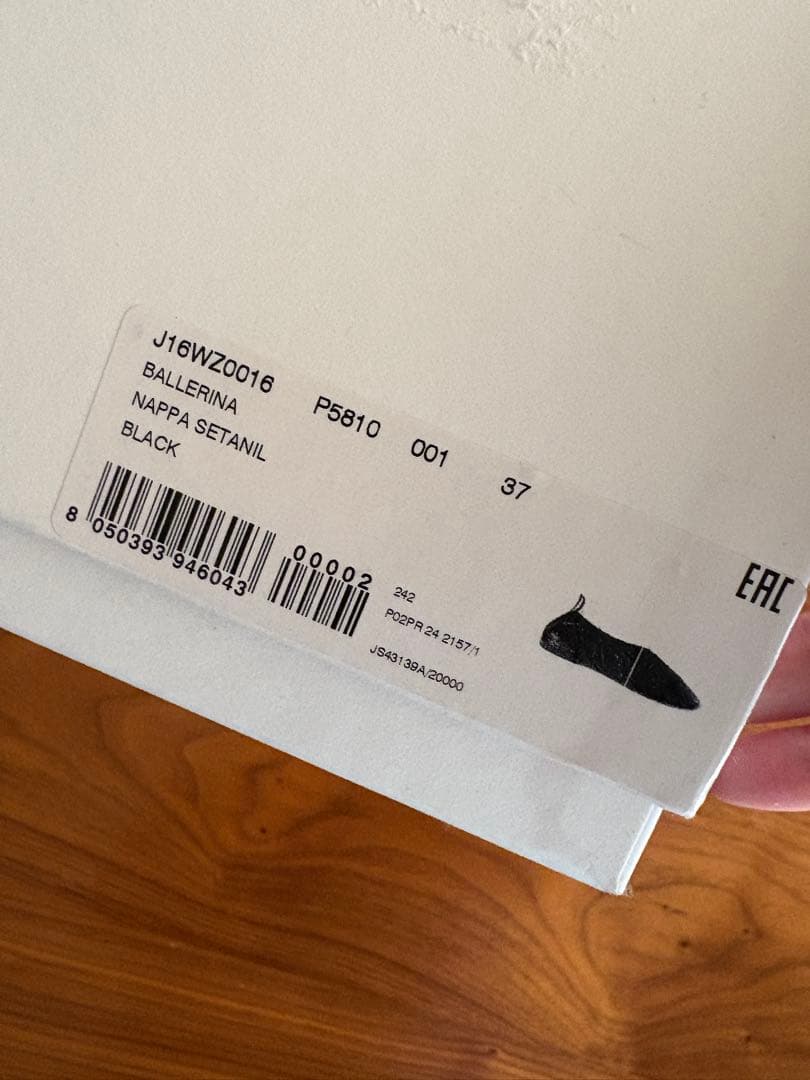 J16WZ0016 P5810 001 37
BALLERINA
NAPPA SETANIL
BLACK
8 050393 946043 00002
242
P02PR 24 2157/1
JS43139A/20000
EAC